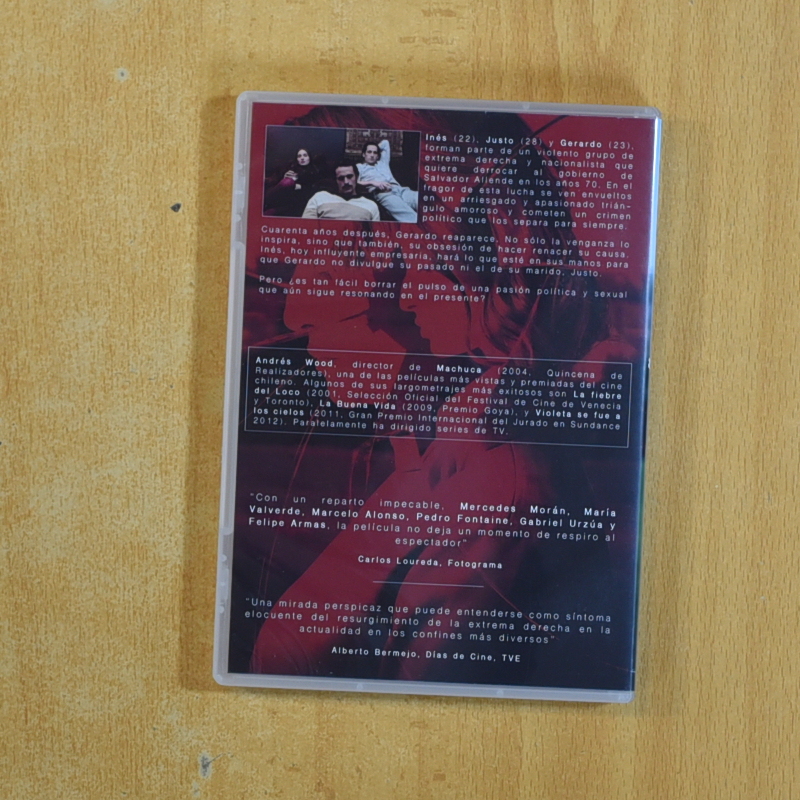 Inés (22), Justo (28) y Gerardo (23),
forman parte de un violento grupo de
extrema derecha y nacionalista que
quiere derrocar al gobierno de
Salvador Allende en los años 70. En el
fragor de esta lucha se ven envueltos
en un arriesgado y apasionado trián-
gulo amoroso y cometen un crimen
político que los separa para siempre.
Cuarenta años después, Gerardo reaparece. No sólo la venganza lo
inspira, sino que también, su obsesión de hacer renacer su causa.
Inés, hoy influyente empresaria, hará lo que esté en sus manos para
que Gerardo no divulgue su pasado ni el de su marido, Justo.
Pero ¿es tan fácil borrar el pulso de una pasión política y sexual
que aún sigue resonando en el presente?
Andrés Wood, director de Machuca (2004, Quincena de
Realizadores), una de las películas más vistas y premiadas del cine
chileno. Algunos de sus largometrajes más exitosos son La fiebre
del Loco (2001, Selección Oficial del Festival de Cine de Venecia
y Toronto), La Buena Vida (2009, Premio Goya), y Violeta se fue a
los cielos (2011, Gran Premio Internacional del Jurado en Sundance
2012). Paralelamente ha dirigido series de TV.
"Con un reparto impecable, Mercedes Morán, María
Valverde, Marcelo Alonso, Pedro Fontaine, Gabriel Urzúa y
Felipe Armas, la película no deja un momento de respiro al
espectador"
Carlos Loureda, Fotograma
"Una mirada perspicaz que puede entenderse como síntoma
elocuente del resurgimiento de la extrema derecha en la
actualidad en los confines más diversos"
Alberto Bermejo, Días de Cine, TVE